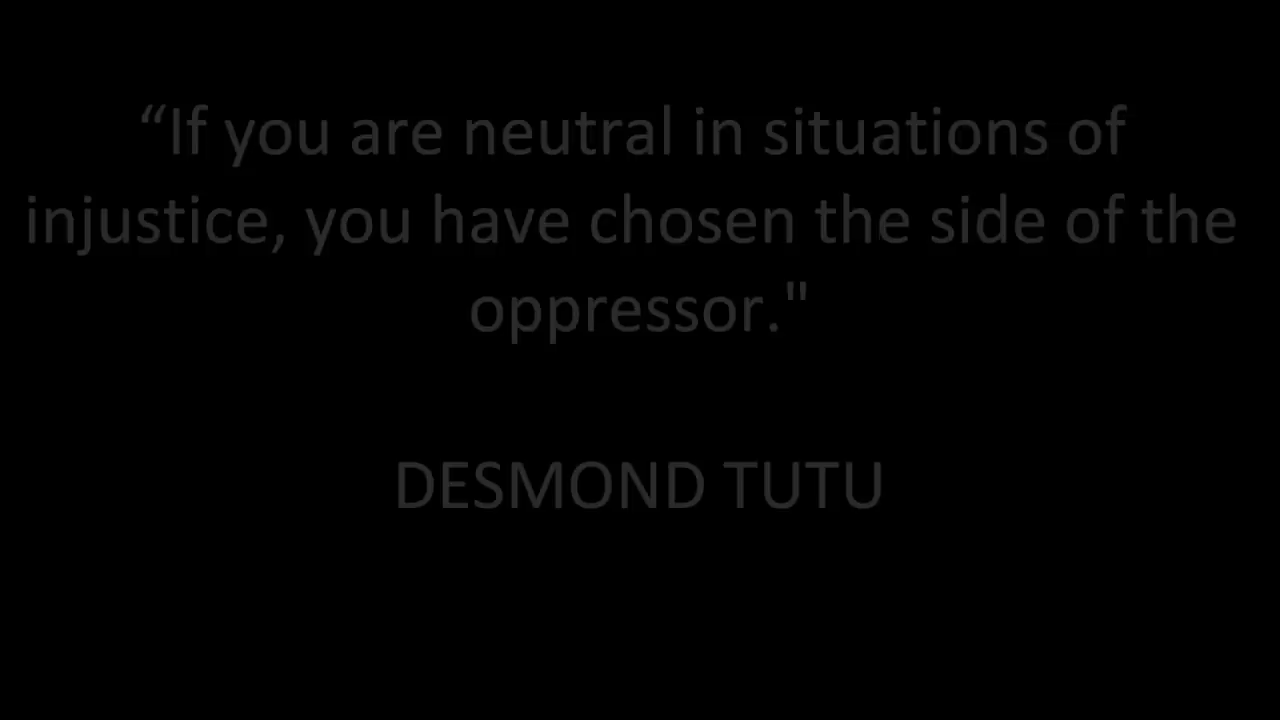 “If you are neutral in situations of
injustice, you have chosen the side of the
oppressor."
DESMOND TUTU